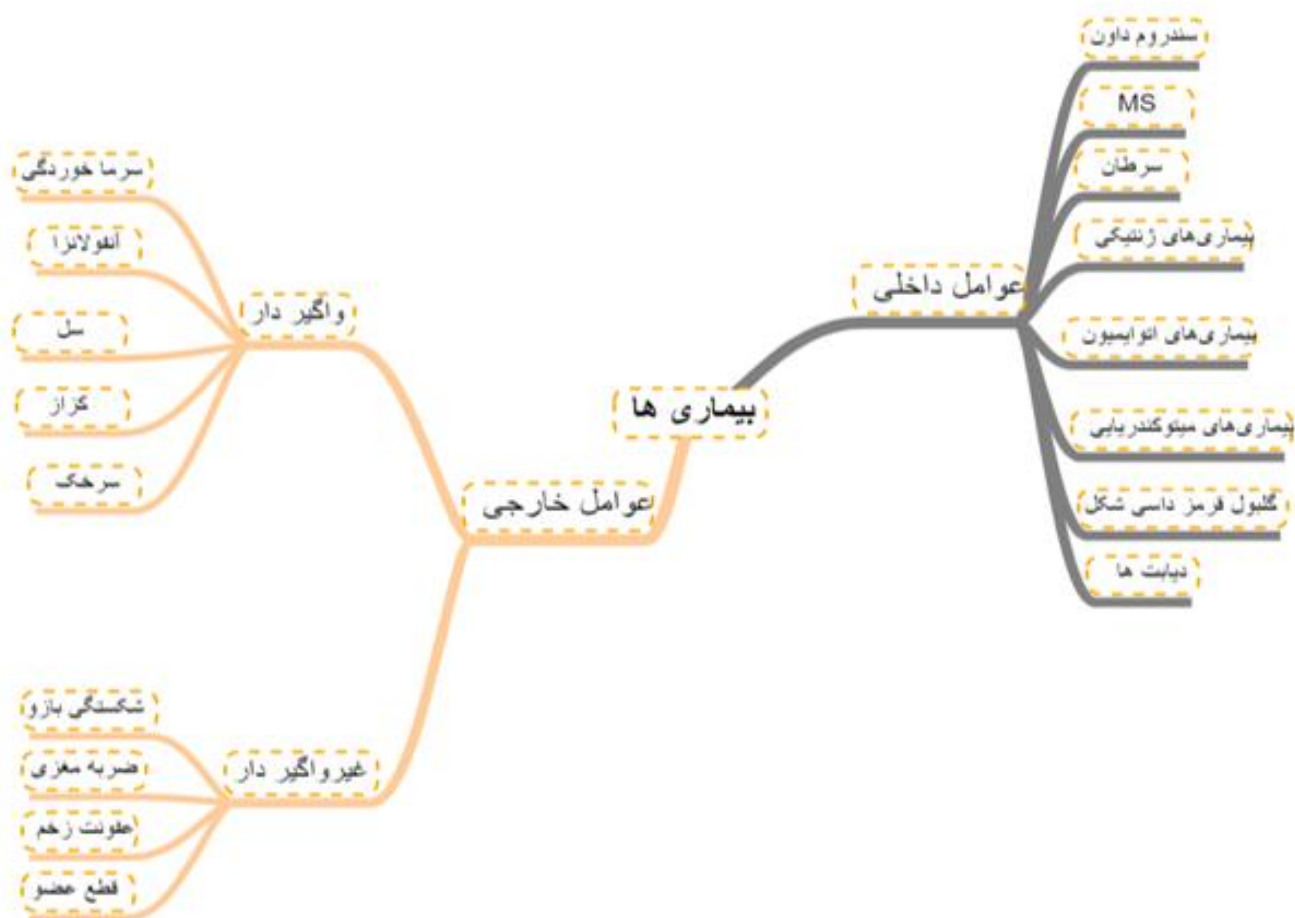 بیماری ها
عوامل داخلی
سندروم داون
MS
سرطان
بیماری‌های ژنتیکی
بیماری‌های اتوایمیون
بیماری‌های میتوکندریایی
گلبول قرمز داسی شکل
دیابت ها
عوامل خارجی
واگیر دار
سرما خوردگی
آنفولانزا
سل
کزاز
سرخک
غیرواگیر دار
شکستگی بازو
ضربه مغزی
عفونت زخم
قطع عضو